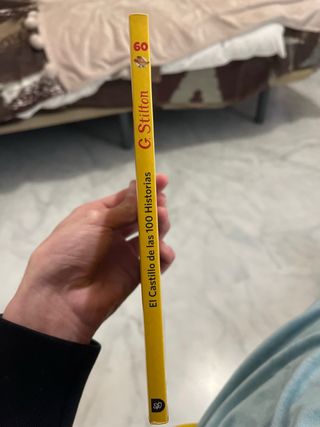 60
G. Stilton
El Castillo de las 100 Historias